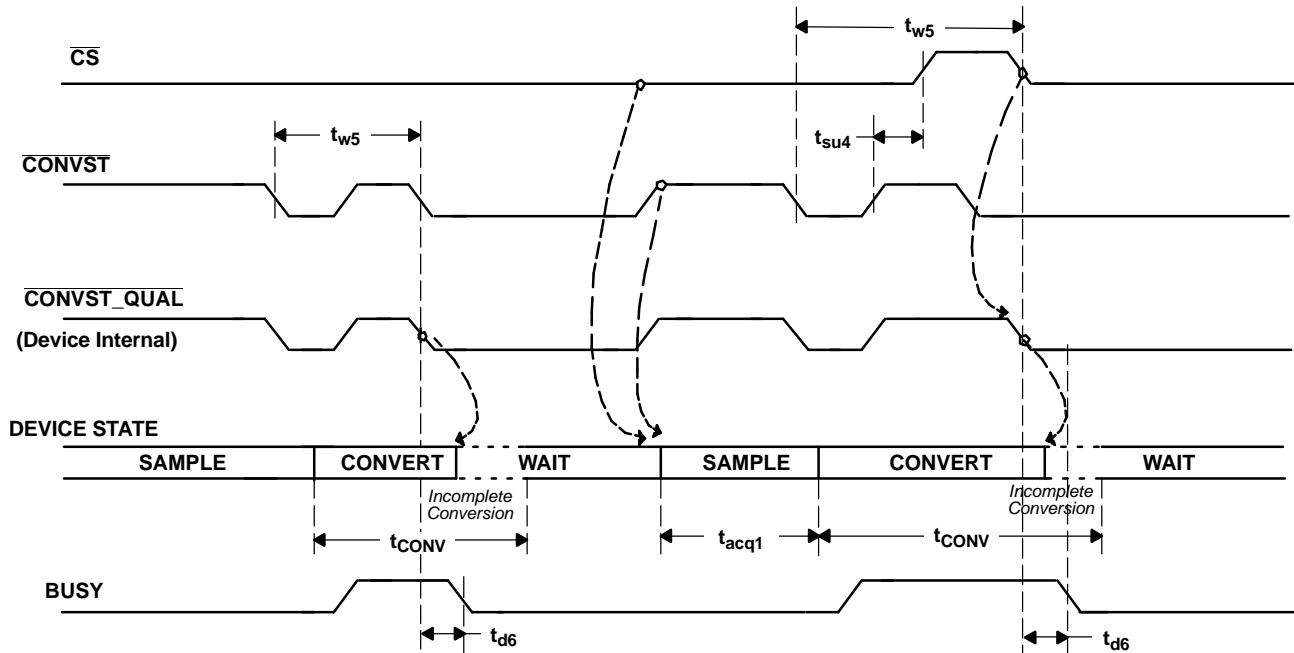 t_w5
CS
t_w5
t_su4
CONVST
CONVST_QUAL
(Device Internal)
DEVICE STATE
SAMPLE CONVERT WAIT SAMPLE CONVERT WAIT
Incomplete
Conversion
Incomplete
Conversion
t_CONV t_acq1 t_CONV
BUSY
t_d6 t_d6